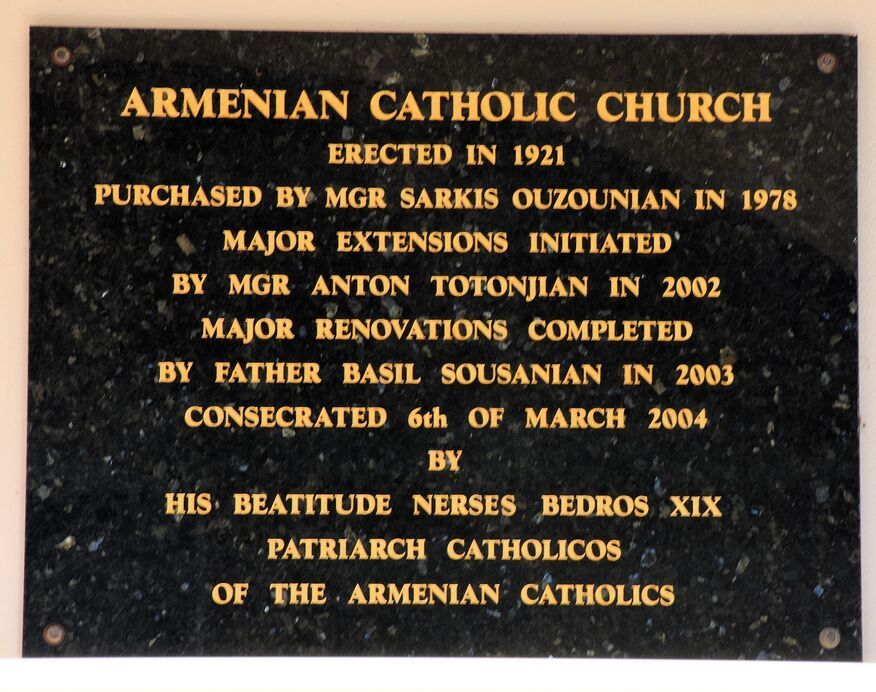 ARMENIAN CATHOLIC CHURCH
ERECTED IN 1921
PURCHASED BY MGR SARKIS OUZOUNIAN IN 1978
MAJOR EXTENSIONS INITIATED
BY MGR ANTON TOTONJIAN IN 2002
MAJOR RENOVATIONS COMPLETED
BY FATHER BASIL SOUSANIAN IN 2003
CONSECRATED 6th OF MARCH 2004
BY
HIS BEATITUDE NERSES BEDROS XIX
PATRIARCH CATHOLICOS
OF THE ARMENIAN CATHOLICS